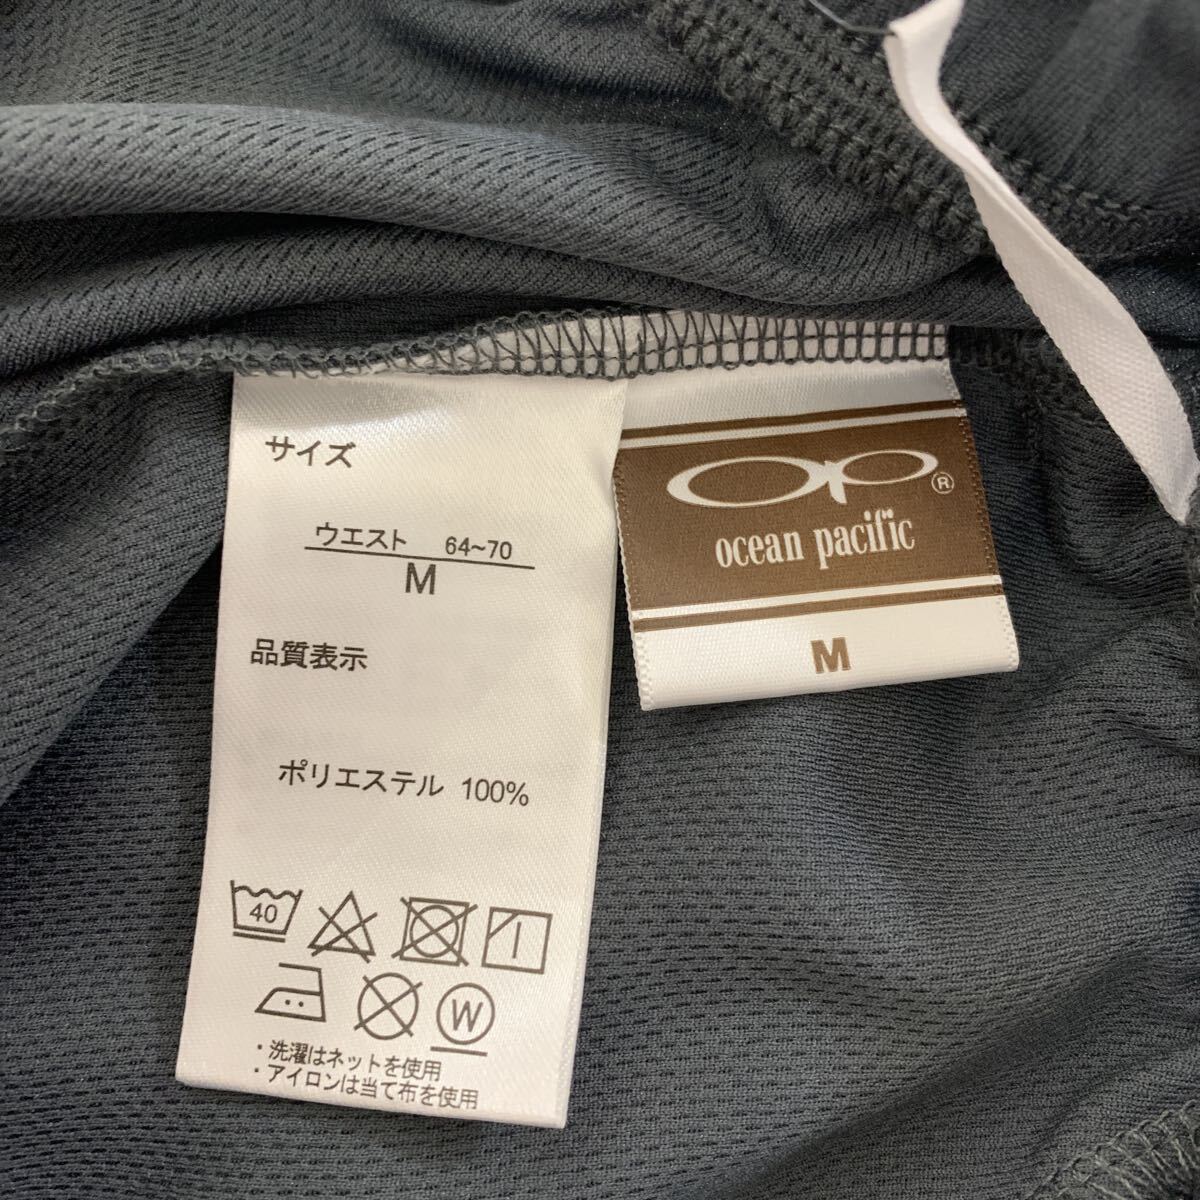 サイズ
ウエスト 64~70
M
品質表示
ポリエステル 100%
40
W
・洗濯はネットを使用
・アイロンは当て布を使用
op ®
ocean pacific
M